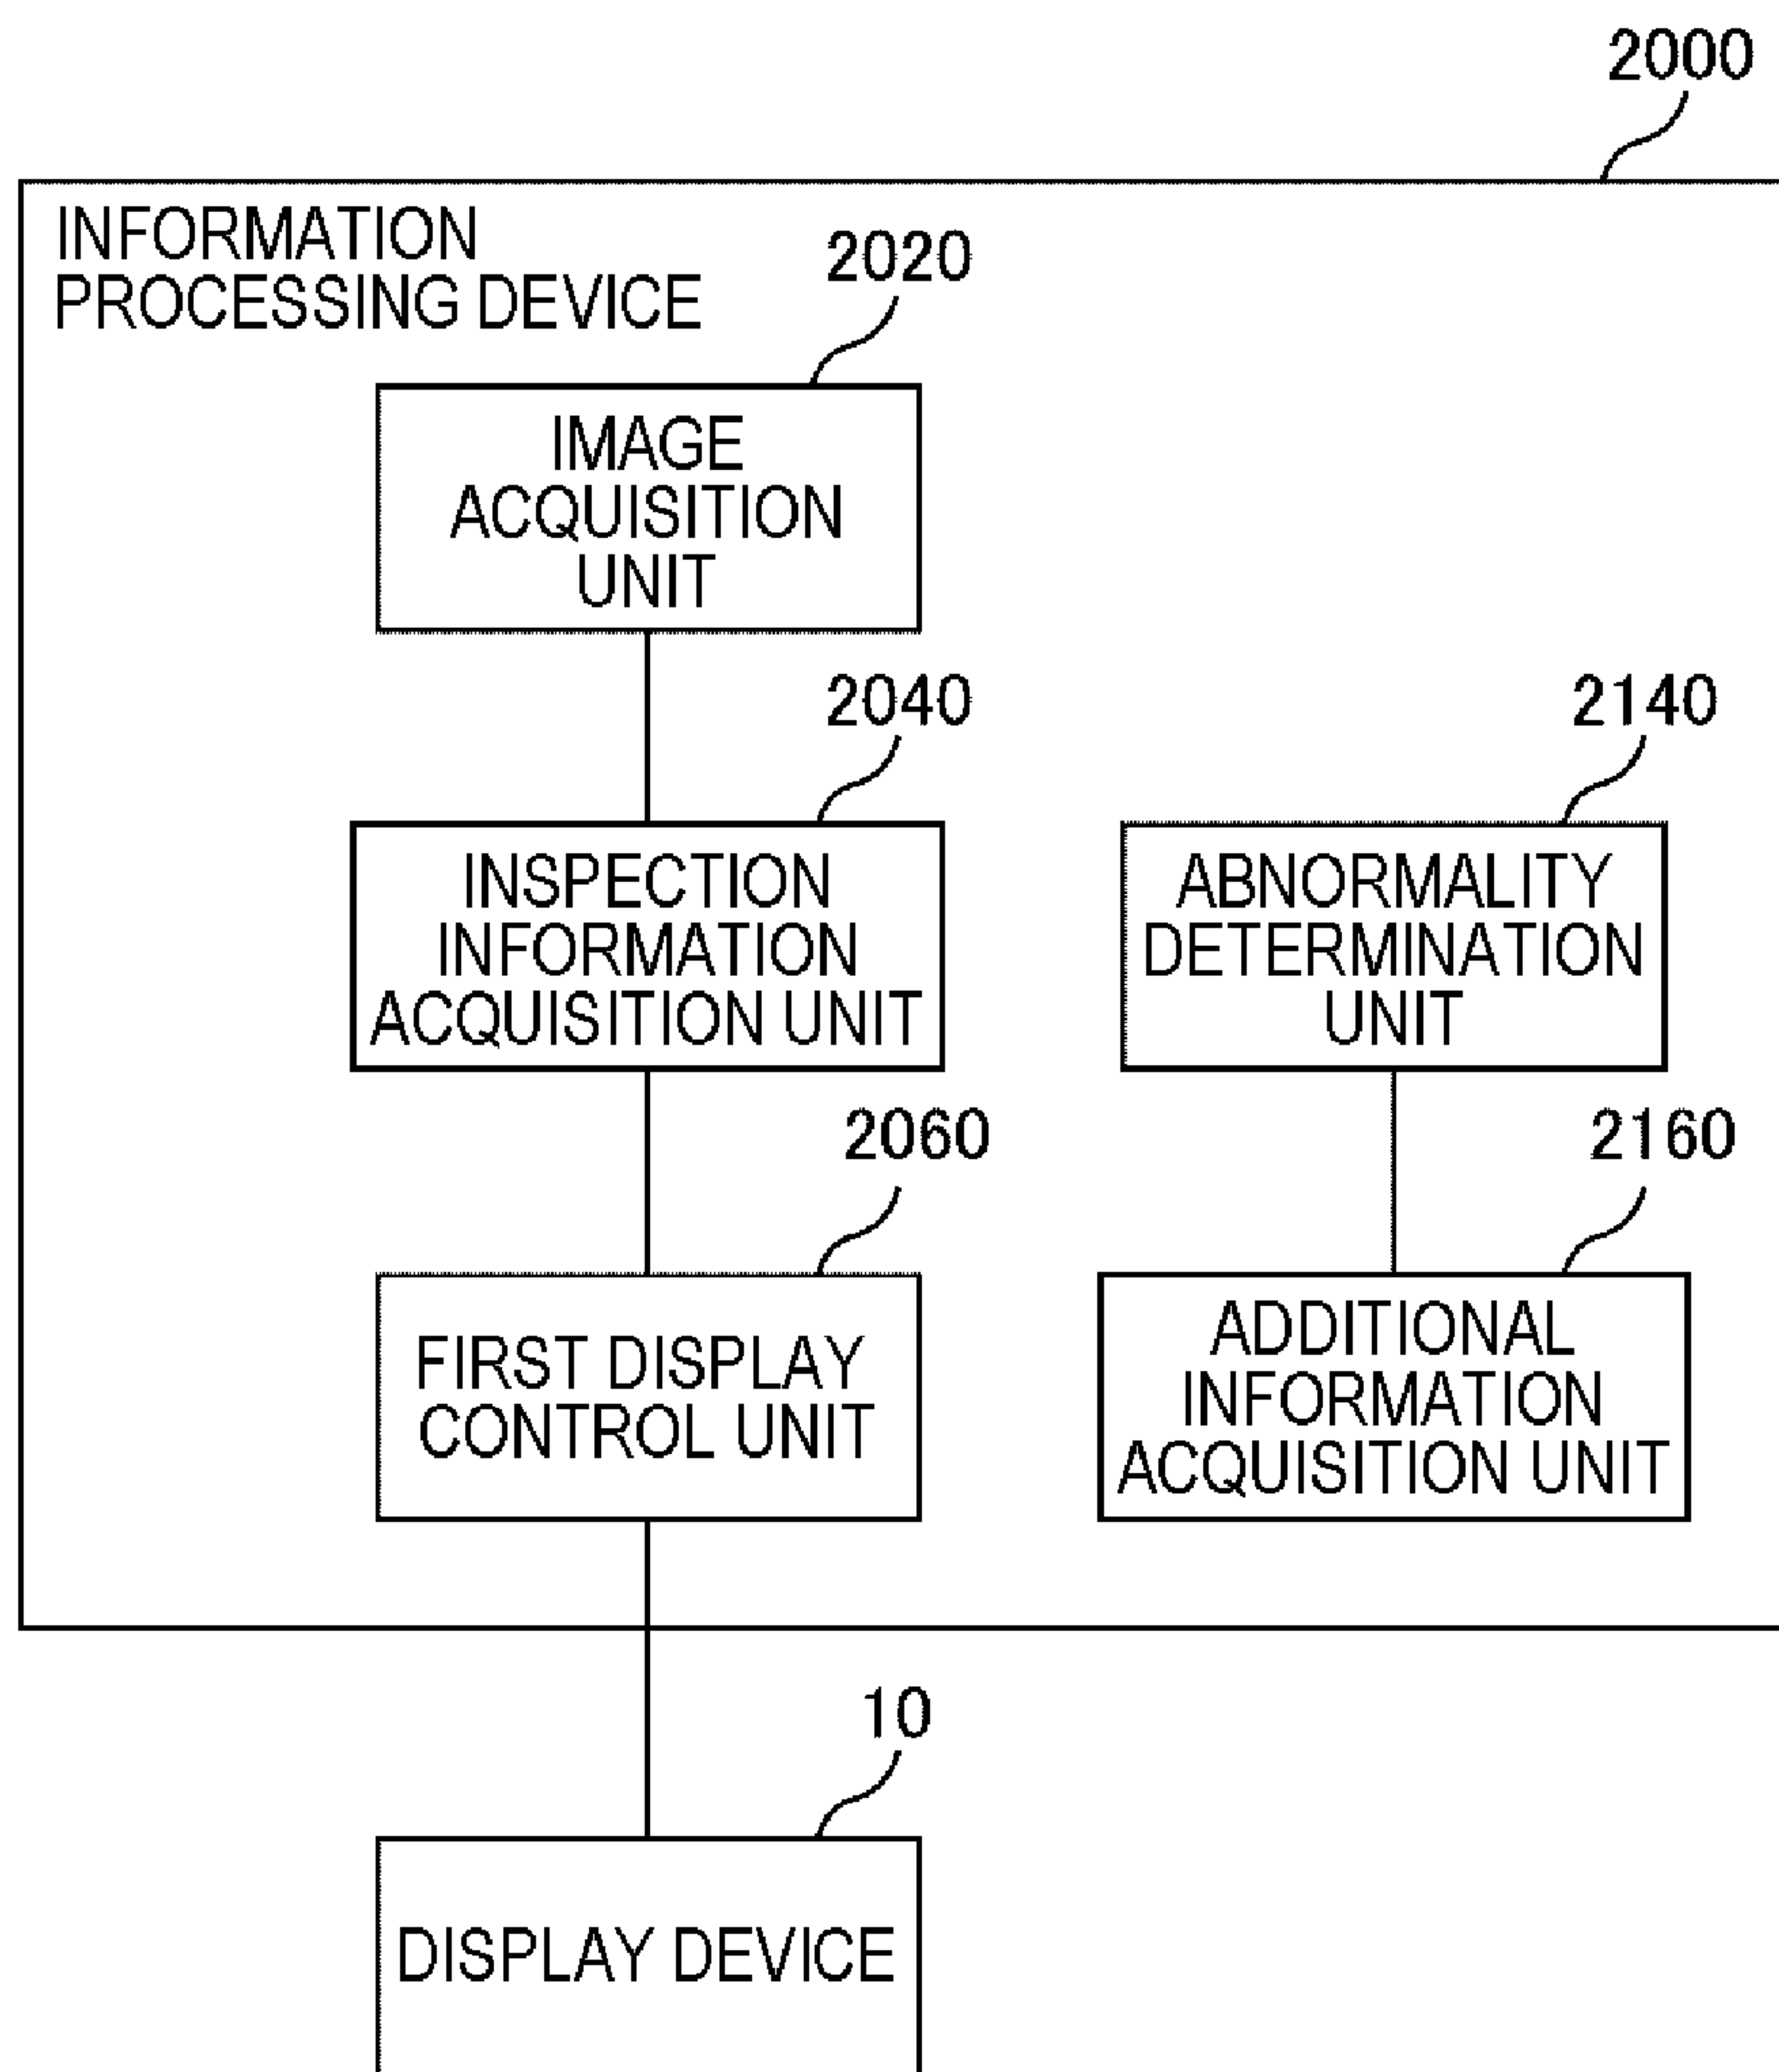 2000
INFORMATION
PROCESSING DEVICE
2020
IMAGE
ACQUISITION
UNIT
2040
INSPECTION
INFORMATION
ACQUISITION UNIT
2140
ABNORMALITY
DETERMINATION
UNIT
2060
FIRST DISPLAY
CONTROL UNIT
2160
ADDITIONAL
INFORMATION
ACQUISITION UNIT
10
DISPLAY DEVICE